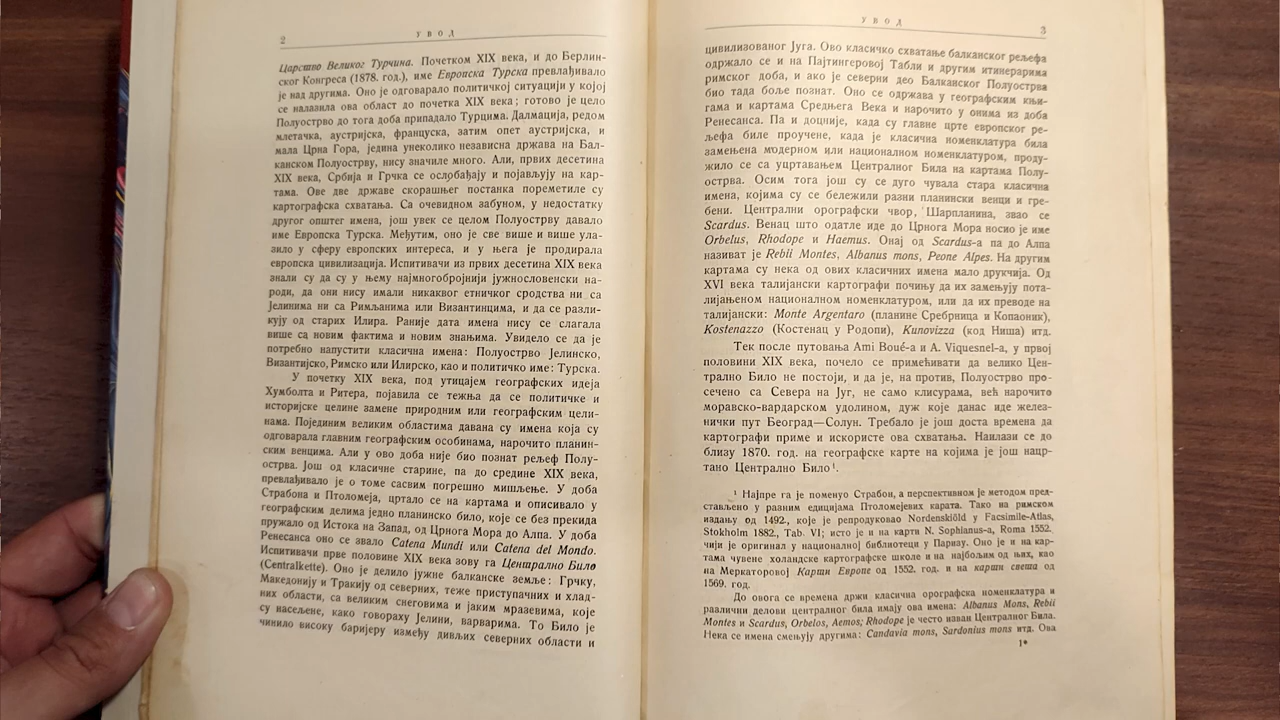 2
УВОД
Царство Великог Турчина. Почетком XIX века, и до Берлин-
ског Конгреса (1878. год.), име Европска Турска превлађивало
је над другима. Оно је одговарало политичкој ситуацији у којој
се налазила ова област до почетка XIX века; готово је цело
Полуострво до тога доба припадало Турцима. Далмација, редом
млетачка, аустријска, француска, затим опет аустријска, и
мала Црна Гора, једина унеколико независна држава на Бал-
канском Полуострву, нису значиле много. Али, првих десетина
XIX века, Србија и Грчка се ослобађају и појављују на кар-
тама. Ове две државе скорашњег постанка пореметиле су
картографска схватања. Са очевидном забуном, у недостатку
другог општег имена, још увек се целом Полуострву давало
име Европска Турска. Међутим, оно је све више и више ула-
зило у сферу европских интереса, и у њега је продирала
европска цивилизација. Испитивачи из првих десетина XIX века
знали су да су у њему најмногобројнији јужнословенски на-
роди, да они нису имали никаквог етничког сродства ни са
Јелинима ни са Римљанима или Византинцима, и да се разли-
кују од старих Илира. Раније дата имена нису се слагала
више са новим фактима и новим знањима. Увидело се да је
потребно напустити класична имена: Полуострво Јелинско,
Византијско, Римско или Илирско, као и политичко име: Турска.
У почетку XIX века, под утицајем географских идеја
Хумболта и Ритера, појавила се тежња да се политичке и
историјске целине замене природним или географским цели-
нама. Појединим великим областима давана су имена која су
одговарала главним географским особинама, нарочито планин-
ским венцима. Али у ово доба није био познат рељеф Полу-
острва. Још од класичне старине, па до средине XIX века,
превлађивало је о томе сасвим погрешно мишљење. У доба
Страбона и Птоломеја, цртало се на картама и описивало у
географским делима једно планинско било, које се без прекида
пружало од Истока на Запад, од Црнога Мора до Алпа. У доба
Ренесанса оно се звало Catena Mundi или Catena del Mondo.
Испитивачи прве половине XIX века зову га Централно Било
(Centralkette). Оно је делило јужне балканске земље: Грчку,
Македонију и Тракију од северних, теже приступачних и хлад-
них области, са великим снеговима и јаким мразевима, које
су насељене, како говораху Јелини, варварима. То Било је
чинило високу баријеру између дивљих северних области и
УВОД
3
цивилизованог Југа. Ово класичко схватање балканског рељефа
одржало се и на Пајтингеровој Табли и другим итинерарима
римског доба, и ако је северни део Балканског Полуострва
био тада боље познат. Оно се одржава у географским књи-
гама и картама Средњега Века и нарочито у онима из доба
Ренесанса. Па и доцније, када су главне црте европског ре-
љефа биле проучене, када је класична номенклатура била
замењена модерном или националном номенклатуром, проду-
жило се са уцртавањем Централног Била на картама Полу-
острва. Осим тога још су се дуго чувала стара класична
имена, којима су се бележили разни планински венци и гре-
бени. Централни орографски чвор, Шарпланина, звао се
Scardus. Венац што одатле иде до Црнога Мора носио је име
Orbelus, Rhodope и Haemus. Онај од Scardus-а па до Алпа
називат је Rebii Montes, Albanus mons, Peone Alpes. На другим
картама су нека од ових класичних имена мало друкчија. Од
XVI века талијански картографи почињу да их замењују пота-
лијањеном националном номенклатуром, или да их преводе на
талијански: Monte Argentaro (планине Сребрница и Копаоник),
Kostenazzo (Костенац у Родопи), Kunovizza (код Ниша) итд.
Тек после путовања Ami Boué-а и A. Viquesnel-а, у првој
половини XIX века, почело се примећивати да велико Цен-
трално Било не постоји, и да је, на против, Полуострво про-
сечено са Севера на Југ, не само клисурама, већ нарочито
моравско-вардарском удолином, дуж које данас иде желез-
нички пут Београд—Солун. Требало је још доста времена да
картографи приме и искористе ова схватања. Наилази се до
близу 1870. год. на географске карте на којима је још нацр-
тано Централно Било¹.
¹ Најпре га је поменуо Страбон, а перспективном је методом пред-
стављено у разним едицијама Птоломејевих карата. Тако на римском
издању од 1492., које је репродуковао Nordenskiöld у Facsimile-Atlas,
Stokholm 1882., Tab. VI; исто је и на карти N. Sophianus-а, Roma 1552.
чији је оригинал у националној библиотеци у Паризу. Оно је и на кар-
тама чувене холандске картографске школе и на најбољим од њих, као
на Меркаторовој Карти Европе од 1552. год. и на карти света од
1569. год.
До овога се времена држи класична орографска номенклатура и
различни делови централног била имају ова имена: Albanus Mons, Rebii
Montes и Scardus, Orbelos, Aemos; Rhodope је често назван Централног Била.
Нека се имена смењују другима: Candavia mons, Sardonius mons итд. Ова
1*